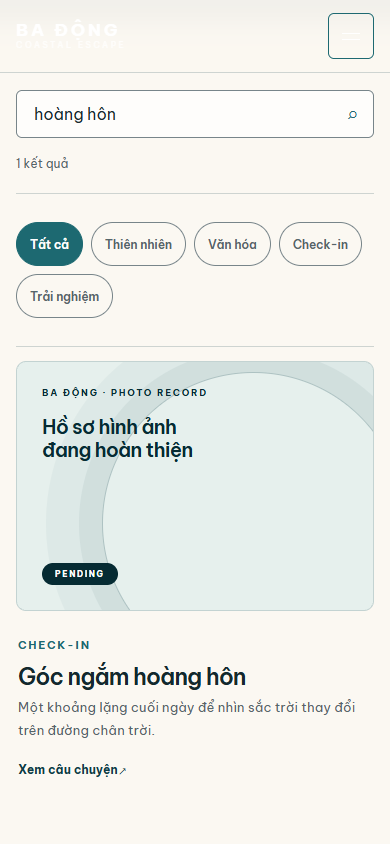 BA ĐỘNG
COASTAL ESCAPE
hoàng hôn
1 kết quả
Tất cả
Thiên nhiên
Văn hóa
Check-in
Trải nghiệm
BA ĐỘNG · PHOTO RECORD
Hồ sơ hình ảnh
đang hoàn thiện
PENDING
CHECK-IN
Góc ngắm hoàng hôn
Một khoảng lặng cuối ngày để nhìn sắc trời thay đổi
trên đường chân trời.
Xem câu chuyện↗